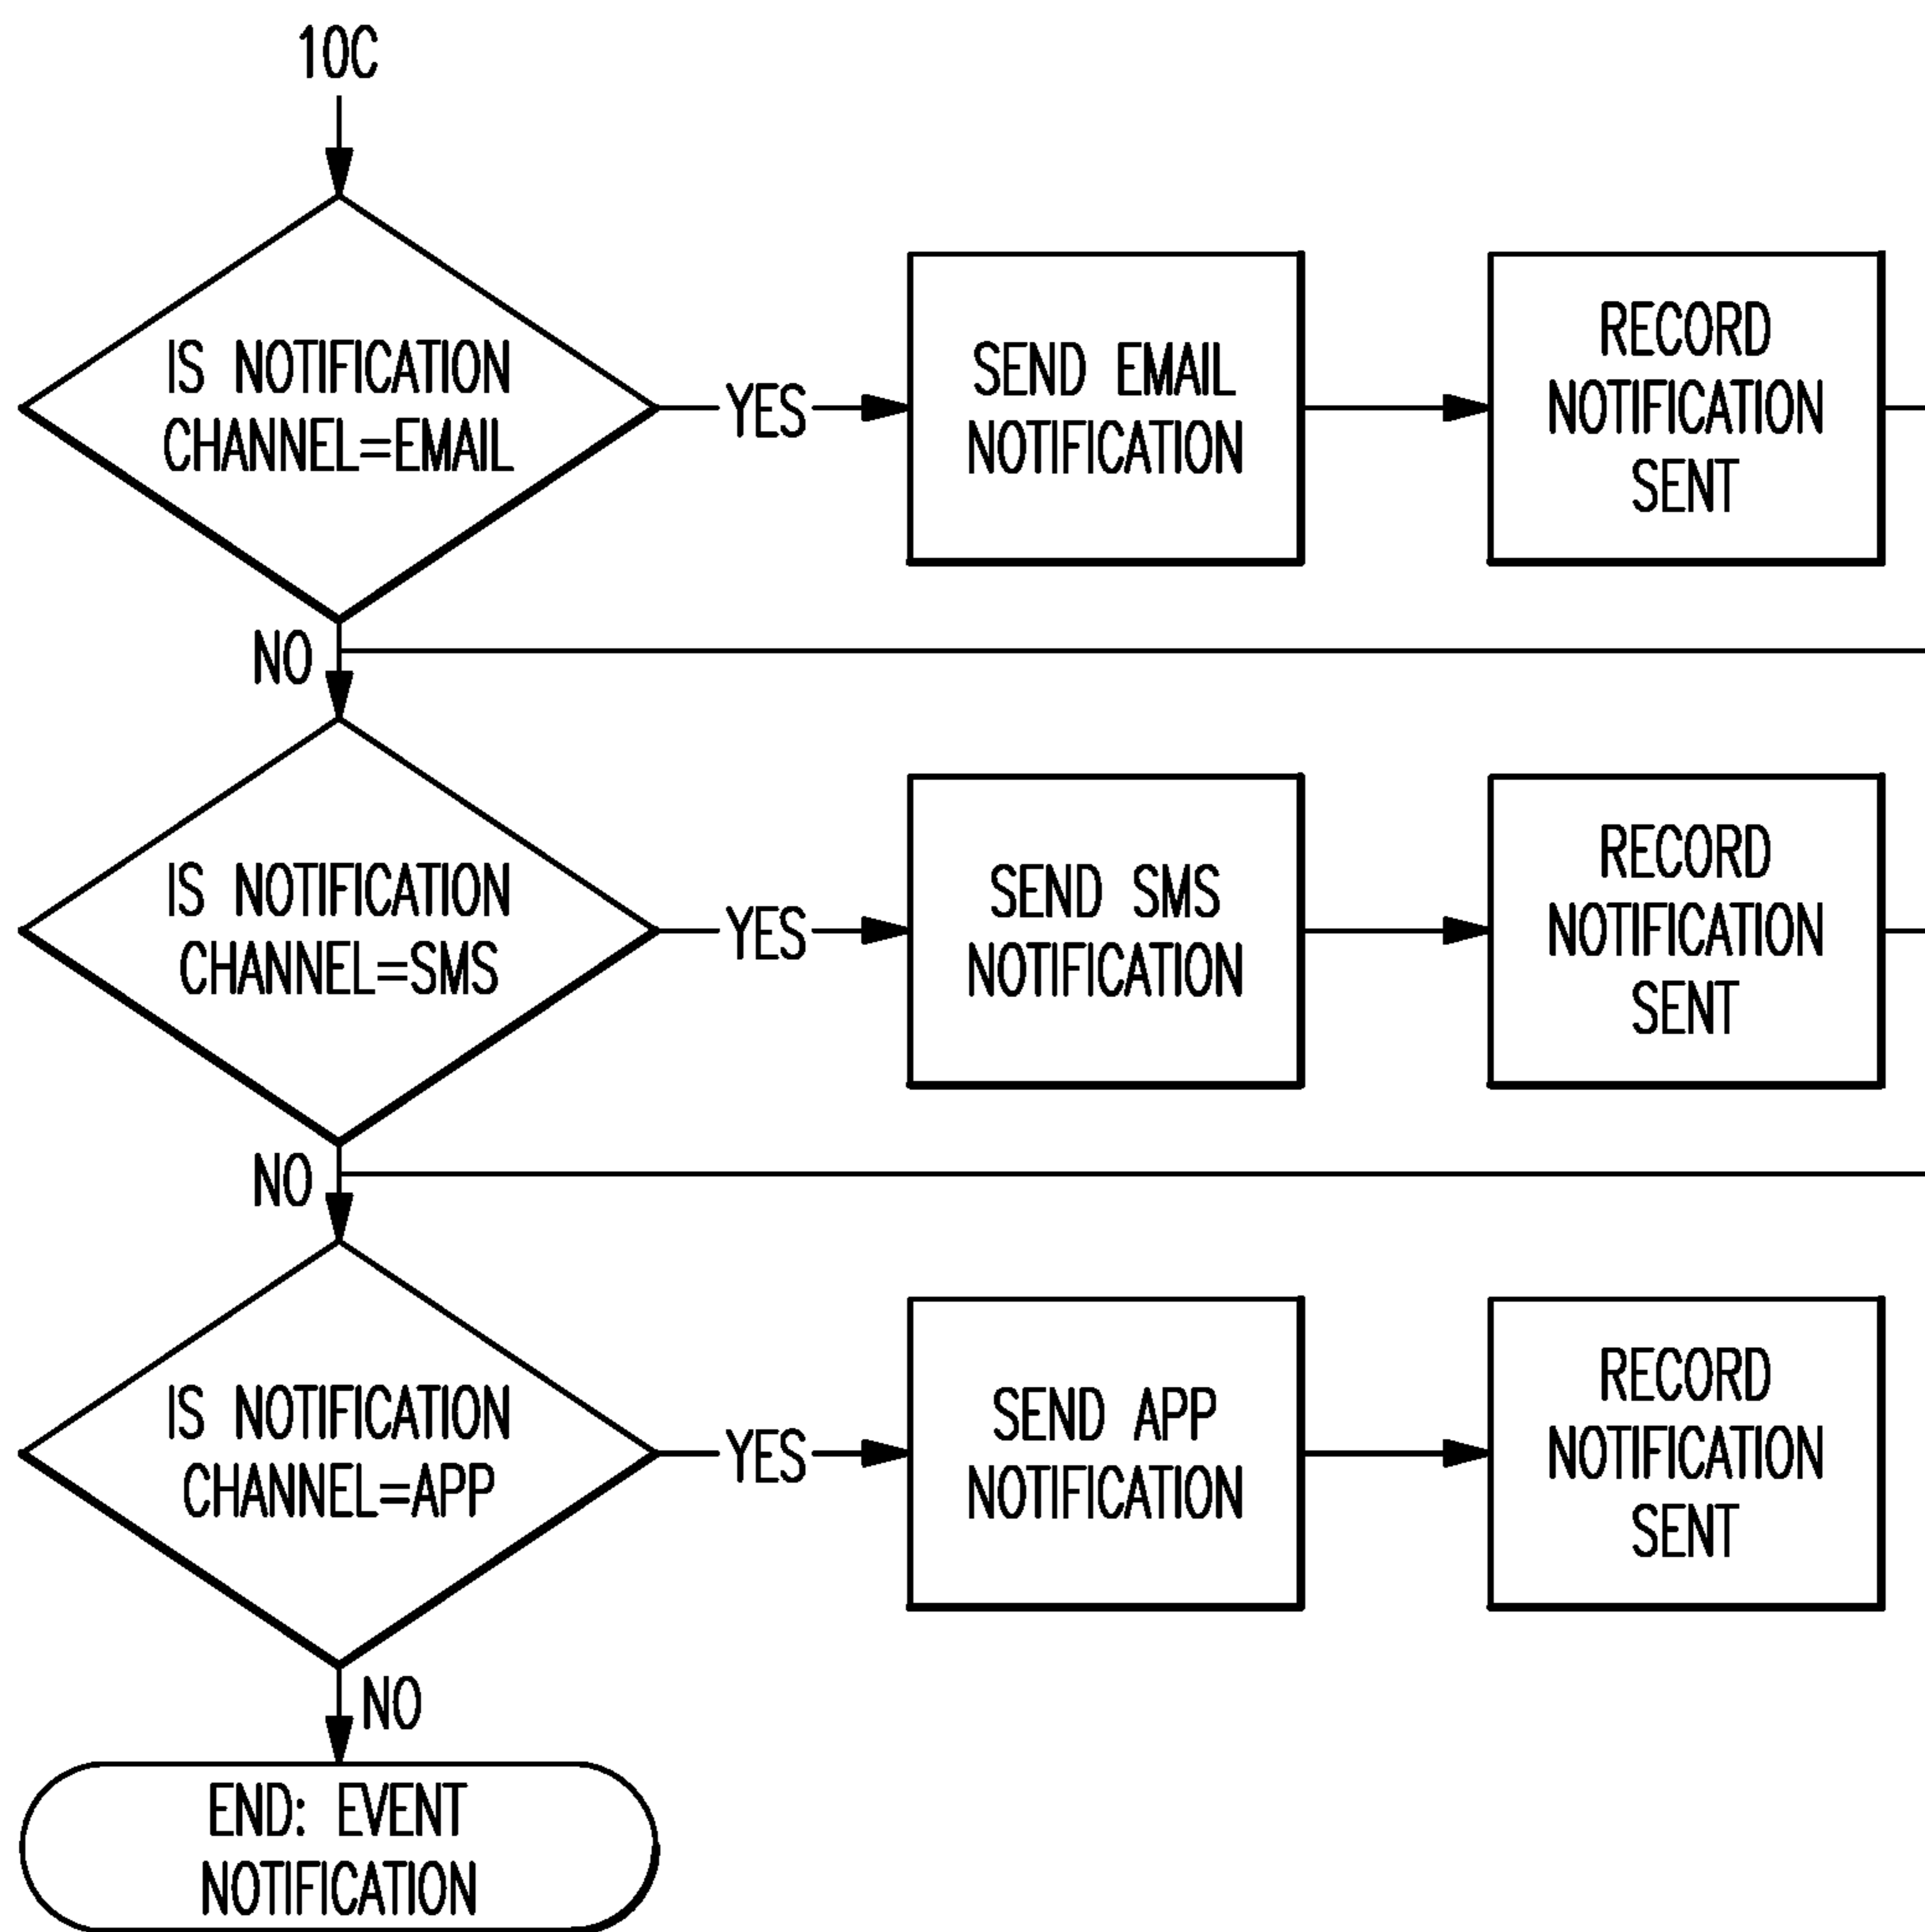 10C
IS NOTIFICATION
CHANNEL=EMAIL
YES
SEND EMAIL
NOTIFICATION
RECORD
NOTIFICATION
SENT
NO
IS NOTIFICATION
CHANNEL=SMS
YES
SEND SMS
NOTIFICATION
RECORD
NOTIFICATION
SENT
NO
IS NOTIFICATION
CHANNEL=APP
YES
SEND APP
NOTIFICATION
RECORD
NOTIFICATION
SENT
NO
END: EVENT
NOTIFICATION